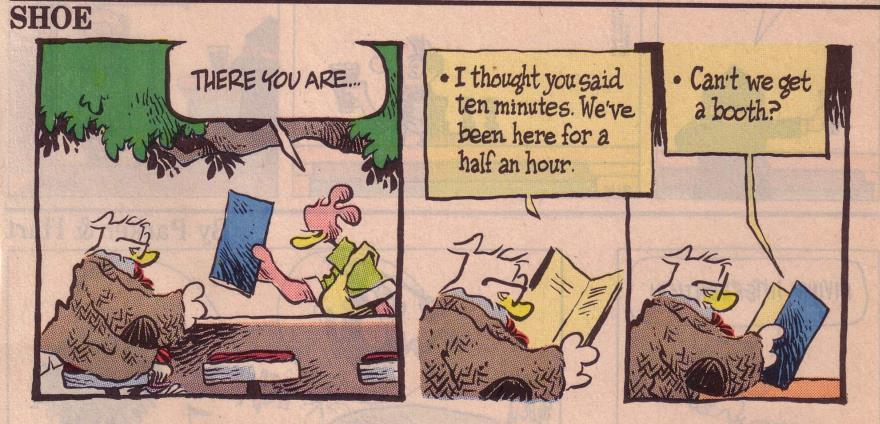 SHOE
THERE YOU ARE...
• I thought you said
ten minutes. We've
been here for a
half an hour.
• Can't we get
a booth?